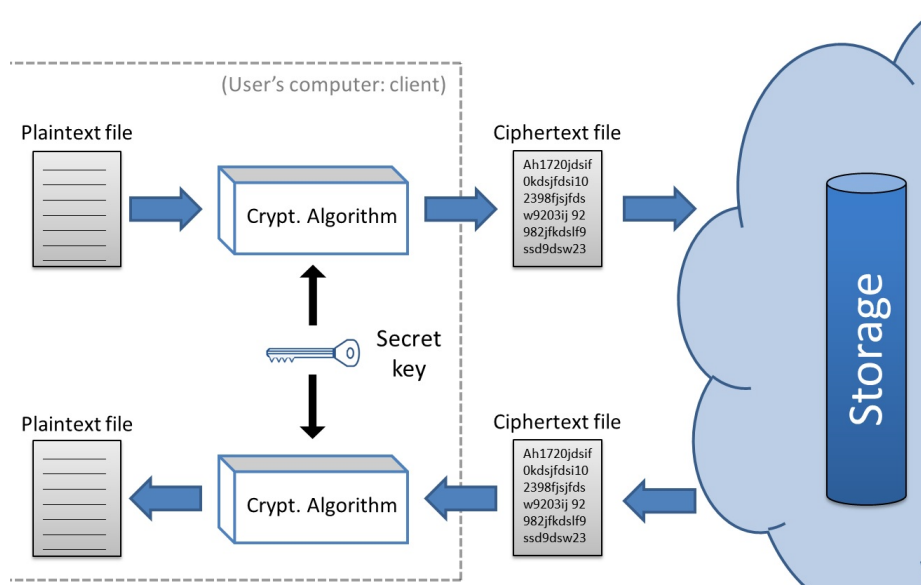 (User's computer: client)
Plaintext file
Ciphertext file
Ah1720jdsif
0kdsjfdsi10
2398fjsjfds
w9203ij 92
982jfkdslf9
ssd9dsw23
Crypt. Algorithm
Secret
key
Storage
Plaintext file
Ciphertext file
Ah1720jdsif
0kdsjfdsi10
2398fjsjfds
w9203ij 92
982jfkdslf9
ssd9dsw23
Crypt. Algorithm